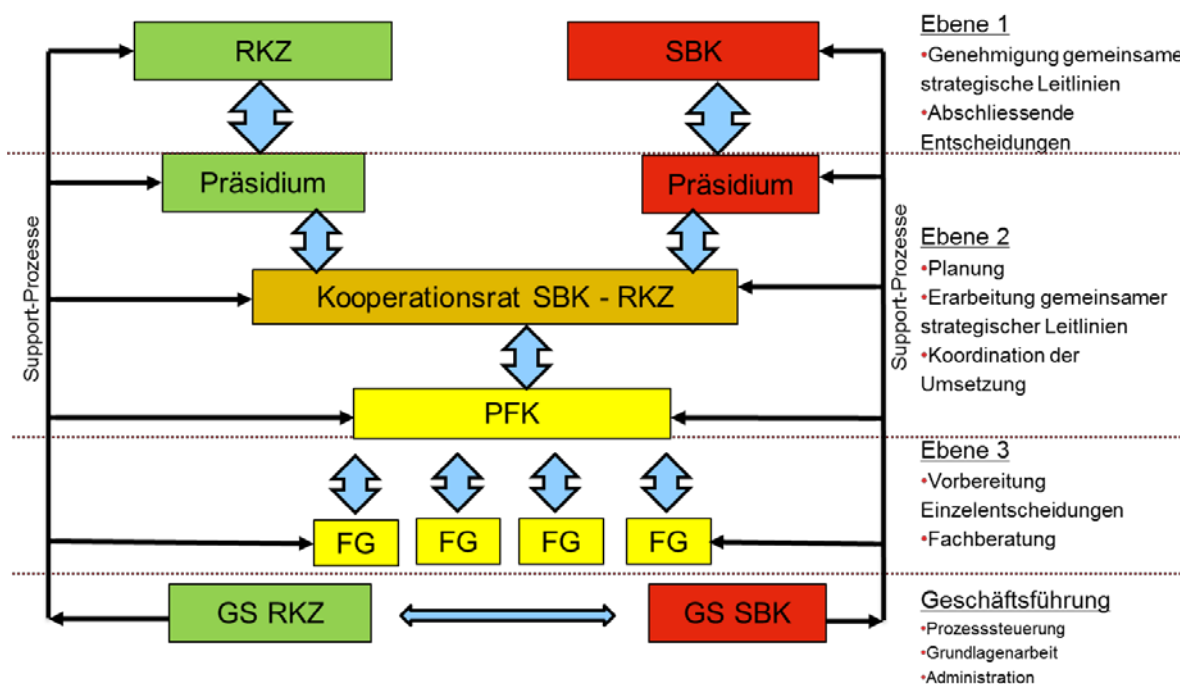 RKZ
SBK
Präsidium
Präsidium
Kooperationsrat SBK - RKZ
PFK
FG
FG
FG
FG
GS RKZ
GS SBK
Support-Prozesse
Support-Prozesse
Ebene 1
•Genehmigung gemeinsamer
strategische Leitlinien
•Abschliessende
Entscheidungen
Ebene 2
•Planung
•Erarbeitung gemeinsamer
strategischer Leitlinien
•Koordination der
Umsetzung
Ebene 3
•Vorbereitung
Einzelentscheidungen
•Fachberatung
Geschäftsführung
•Prozesssteuerung
•Grundlagenarbeit
•Administration